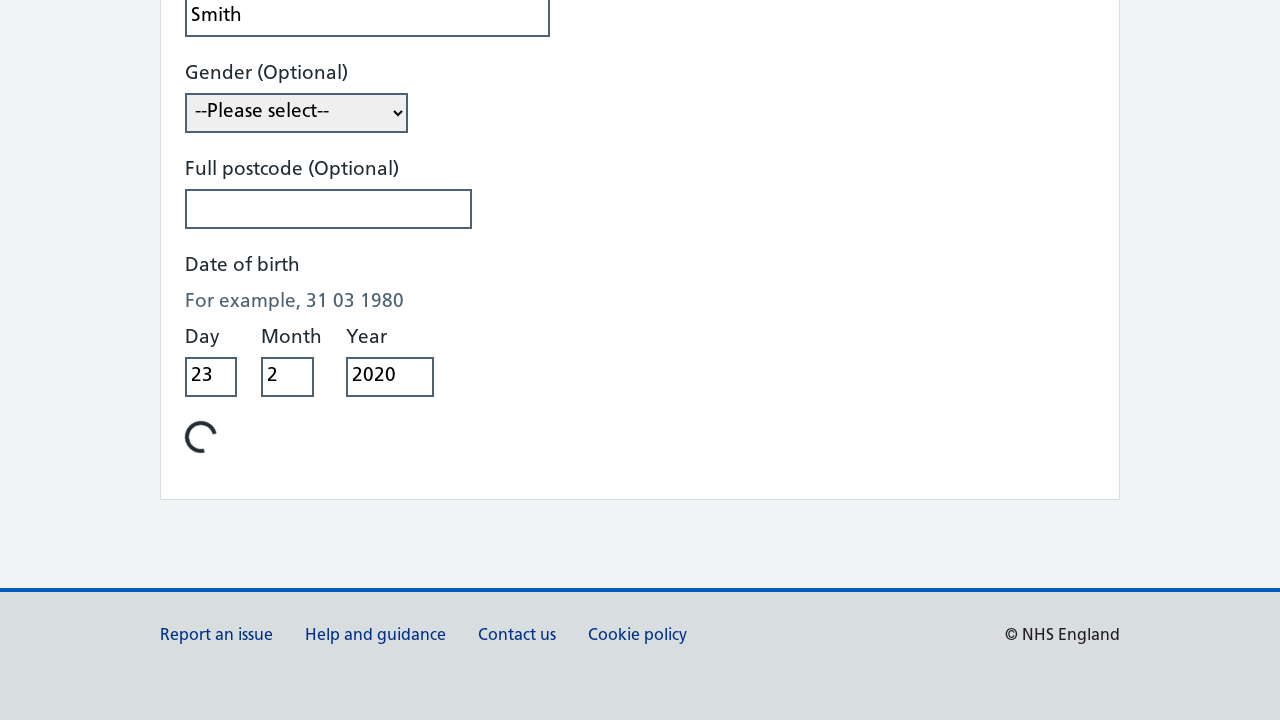 Smith
Gender (Optional)
--Please select--
Full postcode (Optional)
Date of birth
For example, 31 03 1980
Day Month Year
23 2 2020
Report an issue Help and guidance Contact us Cookie policy © NHS England